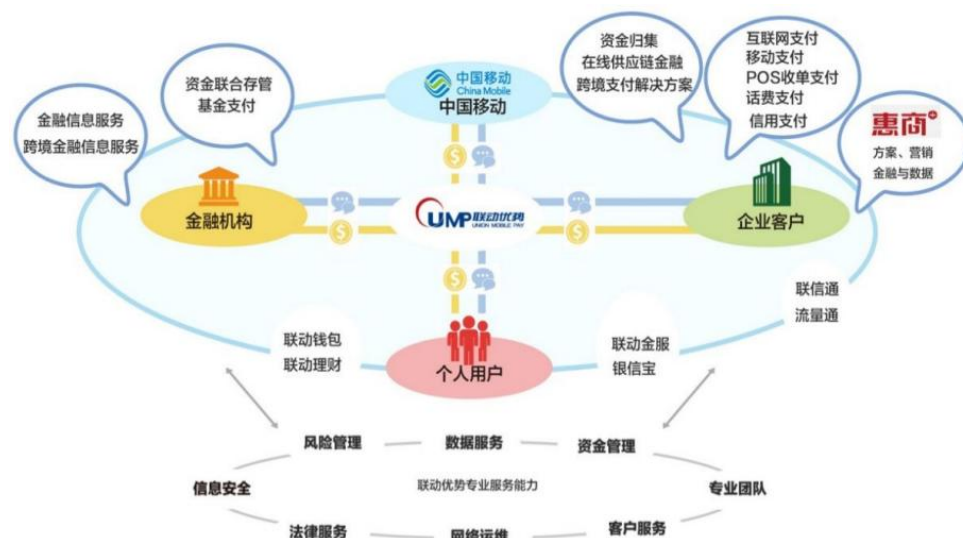 资金联合存管
基金支付
金融信息服务
跨境金融信息服务
中国移动
China Mobile
中国移动
资金归集
在线供应链金融
跨境支付解决方案
互联网支付
移动支付
POS收单支付
话费支付
信用支付
惠商+
方案、营销
金融与数据
金融机构
UMP 联动优势
UNION MOBILE PAY
企业客户
联信通
流量通
联动钱包
联动理财
个人用户
联动金服
银信宝
风险管理
数据服务
资金管理
信息安全
联动优势专业服务能力
专业团队
法律服务
网络运维
客户服务